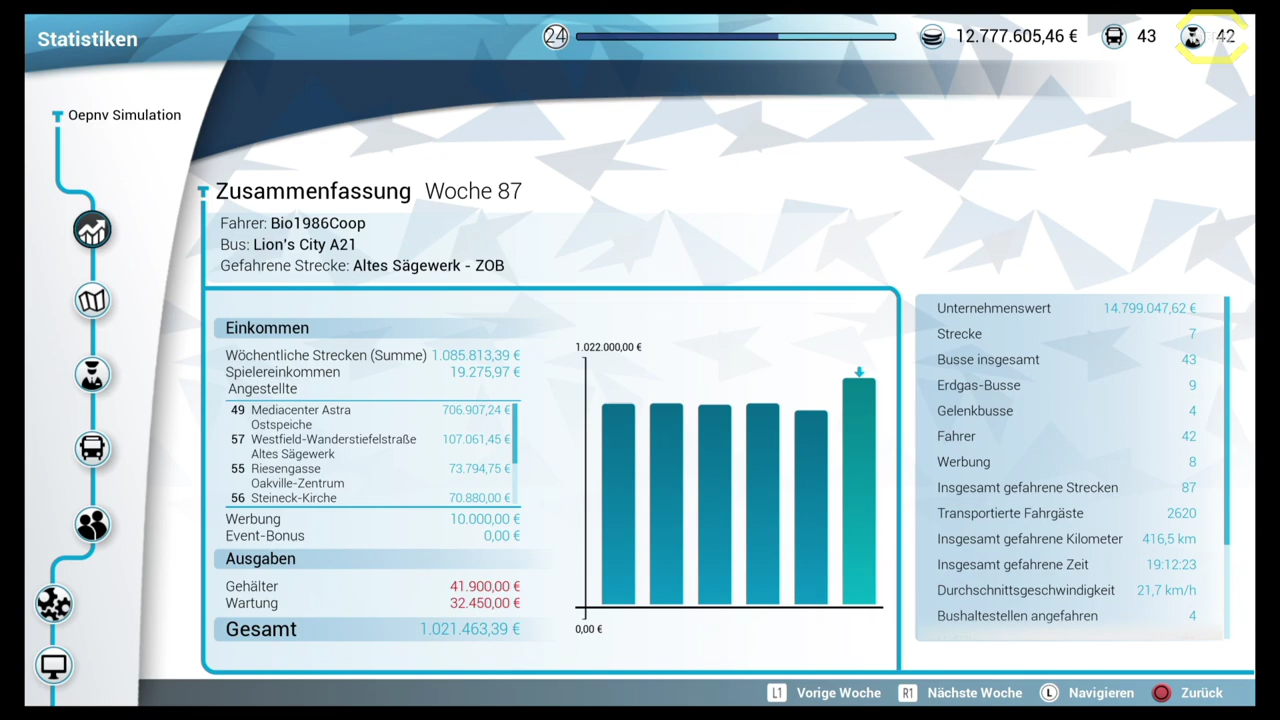 Statistiken
24
12.777.605,46 €
43
42
Oepnv Simulation
Zusammenfassung Woche 87
Fahrer: Bio1986Coop
Bus: Lion's City A21
Gefahrene Strecke: Altes Sägewerk - ZOB
Einkommen
Wöchentliche Strecken (Summe) 1.085.813,39 €
Spielereinkommen 19.275,97 €
Angestellte
49 Mediacenter Astra 706.907,24 €
Ostspeiche
57 Westfield-Wanderstiefelstraße 107.061,45 €
Altes Sägewerk
55 Riesengasse 73.794,75 €
Oakville-Zentrum
56 Steineck-Kirche 70.880,00 €
Werbung 10.000,00 €
Event-Bonus 0,00 €
Ausgaben
Gehälter 41.900,00 €
Wartung 32.450,00 €
Gesamt 1.021.463,39 €
1.022.000,00 €
0,00 €
Unternehmenswert 14.799.047,62 €
Strecke 7
Busse insgesamt 43
Erdgas-Busse 9
Gelenkbusse 4
Fahrer 42
Werbung 8
Insgesamt gefahrene Strecken 87
Transportierte Fahrgäste 2620
Insgesamt gefahrene Kilometer 416,5 km
Insgesamt gefahrene Zeit 19:12:23
Durchschnittsgeschwindigkeit 21,7 km/h
Bushaltestellen angefahren 4
L1 Vorige Woche
R1 Nächste Woche
L Navigieren
Zurück